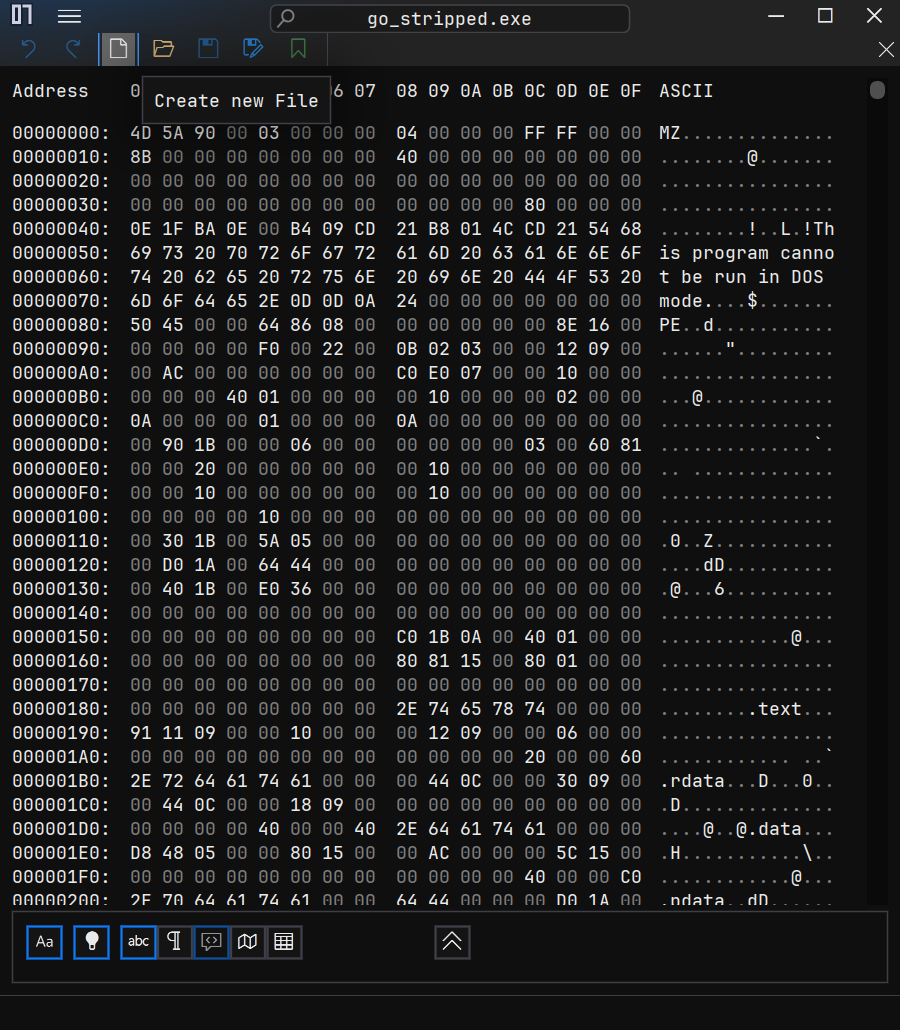 01
go_stripped.exe
Address 0 06 07 08 09 0A 0B 0C 0D 0E 0F ASCII
Create new File
00000000: 4D 5A 90 00 03 00 00 00 04 00 00 00 FF FF 00 00 MZ..............
00000010: 8B 00 00 00 00 00 00 00 40 00 00 00 00 00 00 00 ........@.......
00000020: 00 00 00 00 00 00 00 00 00 00 00 00 00 00 00 00 ................
00000030: 00 00 00 00 00 00 00 00 00 00 00 00 80 00 00 00 ................
00000040: 0E 1F BA 0E 00 B4 09 CD 21 B8 01 4C CD 21 54 68 ........!..L.!Th
00000050: 69 73 20 70 72 6F 67 72 61 6D 20 63 61 6E 6E 6F is program canno
00000060: 74 20 62 65 20 72 75 6E 20 69 6E 20 44 4F 53 20 t be run in DOS
00000070: 6D 6F 64 65 2E 0D 0D 0A 24 00 00 00 00 00 00 00 mode....$.......
00000080: 50 45 00 00 64 86 08 00 00 00 00 00 00 8E 16 00 PE..d...........
00000090: 00 00 00 00 F0 00 22 00 0B 02 03 00 00 12 09 00 ......".........
000000A0: 00 AC 00 00 00 00 00 00 C0 E0 07 00 00 10 00 00 ................
000000B0: 00 00 00 40 01 00 00 00 00 10 00 00 00 02 00 00 ...@............
000000C0: 0A 00 00 00 01 00 00 00 0A 00 00 00 00 00 00 00 ................
000000D0: 00 90 1B 00 00 06 00 00 00 00 00 00 03 00 60 81 ..............`.
000000E0: 00 00 20 00 00 00 00 00 00 10 00 00 00 00 00 00 .. .............
000000F0: 00 00 10 00 00 00 00 00 00 10 00 00 00 00 00 00 ................
00000100: 00 00 00 00 10 00 00 00 00 00 00 00 00 00 00 00 ................
00000110: 00 30 1B 00 5A 05 00 00 00 00 00 00 00 00 00 00 .0..Z...........
00000120: 00 D0 1A 00 64 44 00 00 00 00 00 00 00 00 00 00 ....dD..........
00000130: 00 40 1B 00 E0 36 00 00 00 00 00 00 00 00 00 00 .@...6..........
00000140: 00 00 00 00 00 00 00 00 00 00 00 00 00 00 00 00 ................
00000150: 00 00 00 00 00 00 00 00 C0 1B 0A 00 40 01 00 00 ............@...
00000160: 00 00 00 00 00 00 00 00 80 81 15 00 80 01 00 00 ................
00000170: 00 00 00 00 00 00 00 00 00 00 00 00 00 00 00 00 ................
00000180: 00 00 00 00 00 00 00 00 2E 74 65 78 74 00 00 00 .........text...
00000190: 91 11 09 00 00 10 00 00 00 12 09 00 00 06 00 00 ................
000001A0: 00 00 00 00 00 00 00 00 00 00 00 00 20 00 00 60 ............ ..`
000001B0: 2E 72 64 61 74 61 00 00 00 44 0C 00 00 30 09 00 .rdata...D...0..
000001C0: 00 44 0C 00 00 18 09 00 00 00 00 00 00 00 00 00 .D..............
000001D0: 00 00 00 00 40 00 00 40 2E 64 61 74 61 00 00 00 ....@..@.data...
000001E0: D8 48 05 00 00 80 15 00 00 AC 00 00 00 5C 15 00 .H...........\..
000001F0: 00 00 00 00 00 00 00 00 00 00 00 00 40 00 00 C0 ............@...
00000200: 2E 70 64 61 74 61 00 00 64 44 00 00 00 D0 1A 00 .pdata..dD......
Aa abc